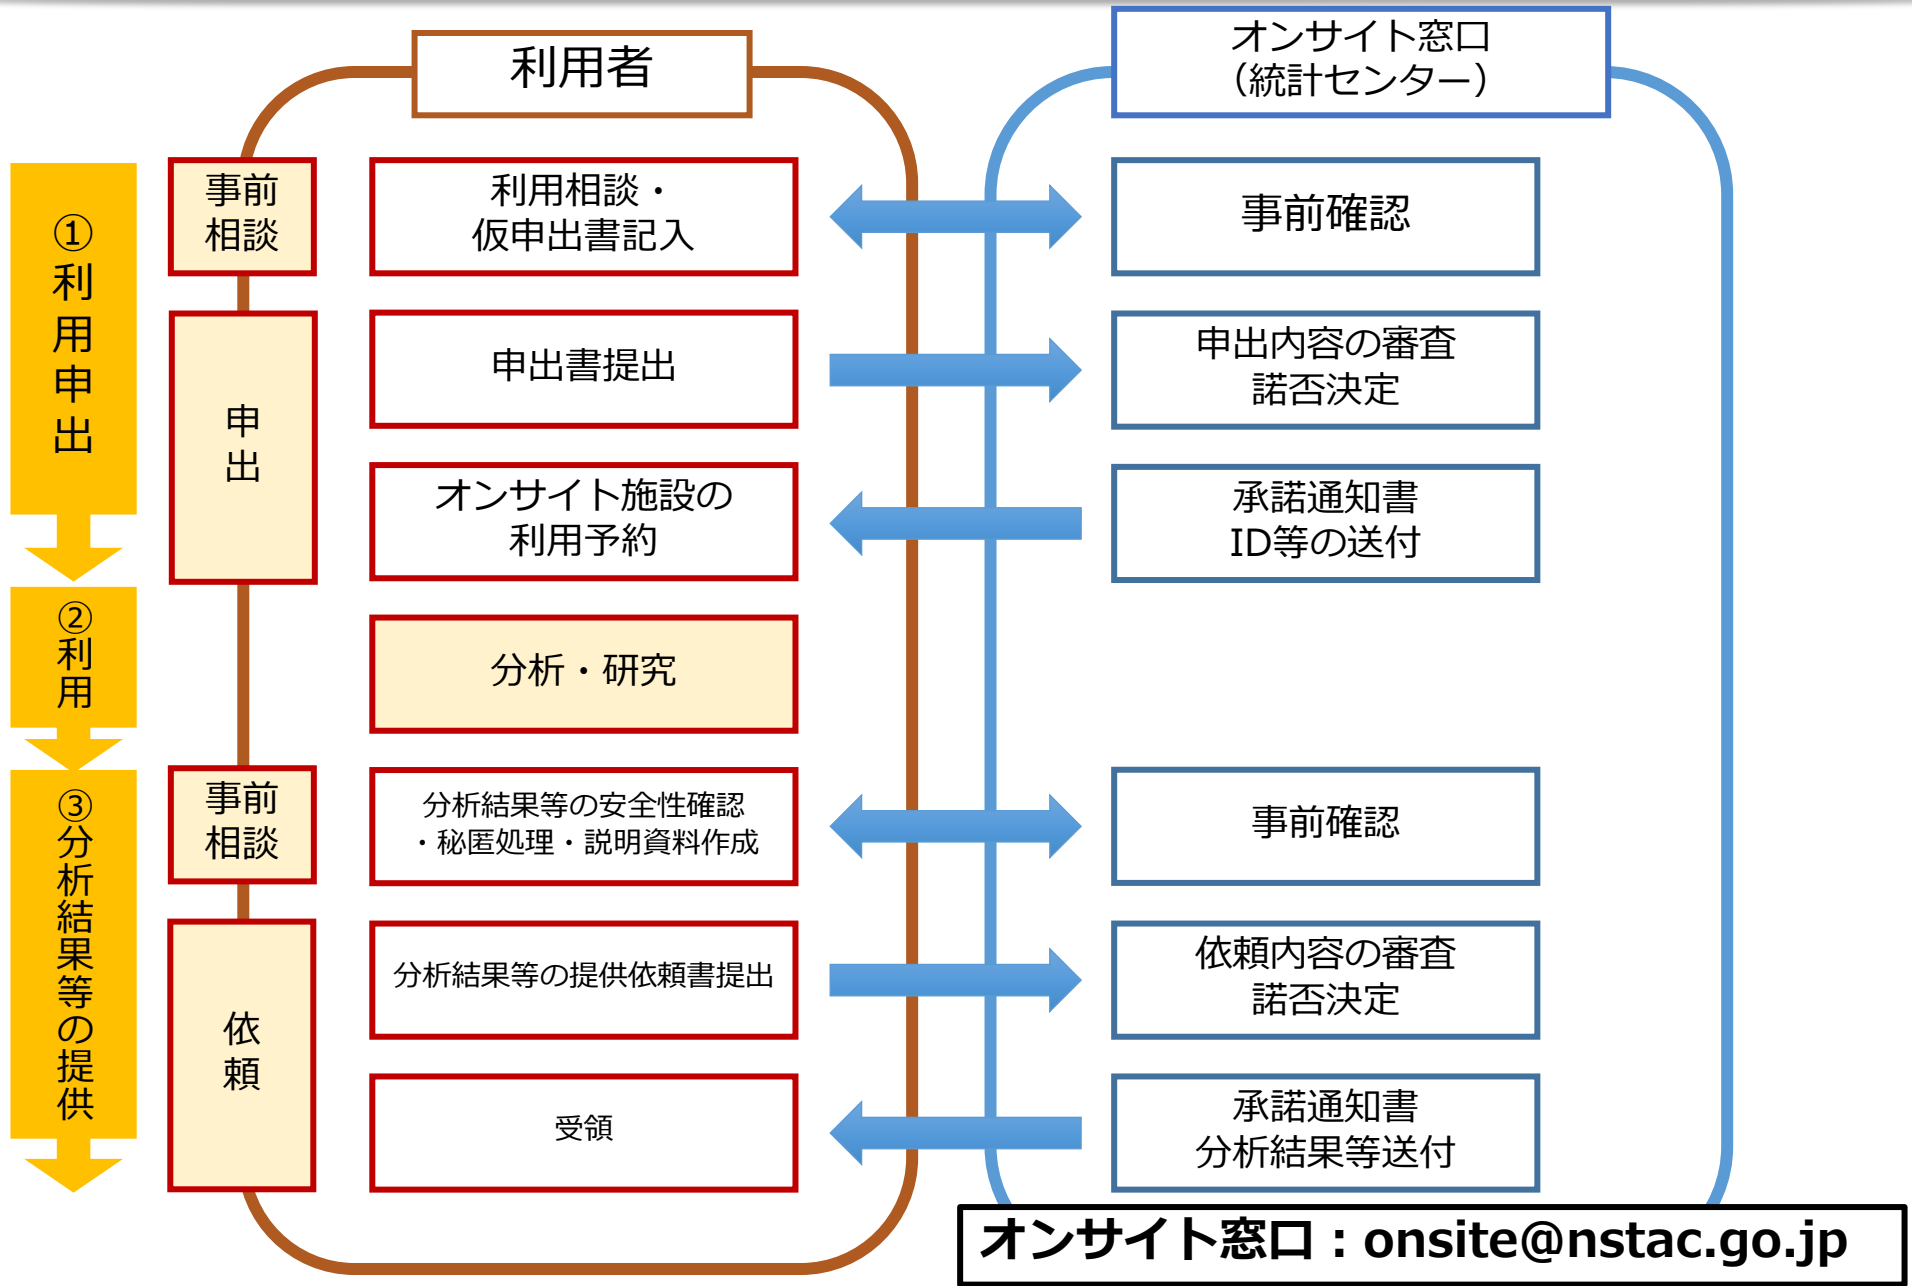 利用者
オンサイト窓口
（統計センター）
①利用申出
事前
相談
利用相談・
仮申出書記入
事前確認
申出
申出書提出
申出内容の審査
諾否決定
オンサイト施設の
利用予約
承諾通知書
ID等の送付
②利用
分析・研究
③分析結果等の提供
事前
相談
分析結果等の安全性確認
・秘匿処理・説明資料作成
事前確認
依頼
分析結果等の提供依頼書提出
依頼内容の審査
諾否決定
受領
承諾通知書
分析結果等送付
オンサイト窓口：onsite@nstac.go.jp